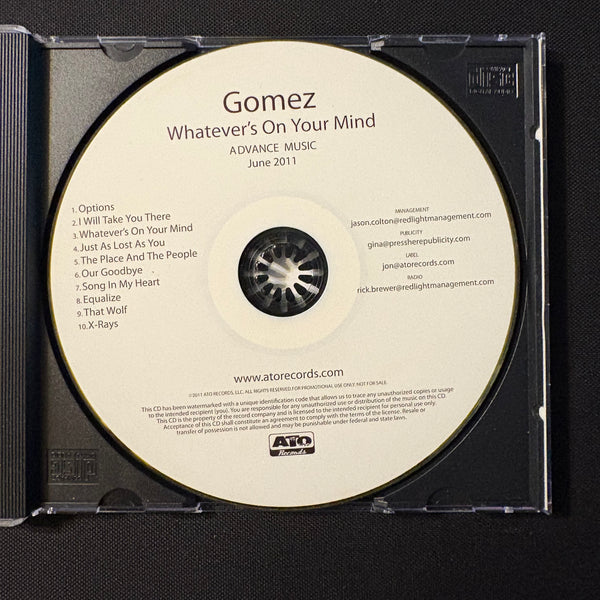 Gomez
Whatever's On Your Mind
ADVANCE MUSIC
June 2011
1. Options
2. I Will Take You There
3. Whatever's On Your Mind
4. Just As Lost As You
5. The Place And The People
6. Our Goodbye
7. Song In My Heart
8. Equalize
9. That Wolf
10. X-Rays
MANAGEMENT
jason.colton@redlightmanagement.com
PUBLICITY
gina@pressherepublicity.com
LABEL
jon@atorecords.com
RADIO
rick.brewer@redlightmanagement.com
www.atorecords.com
©2011 ATO RECORDS, LLC. ALL RIGHTS RESERVED. FOR PROMOTIONAL USE ONLY. NOT FOR SALE.
This CD has been watermarked with a unique identification code that allows us to trace any unauthorized copies or usage
to the intended recipient (you). You are responsible for any unauthorized use or distribution of the music on this CD.
This CD is the property of the record company and is licensed to the intended recipient for personal use only.
Acceptance of this CD shall constitute an agreement to comply with the terms of the license. Resale or
transfer of possession is not allowed and may be punishable under federal and state laws.
ATO
Records
COMPACT
disc
DIGITAL AUDIO